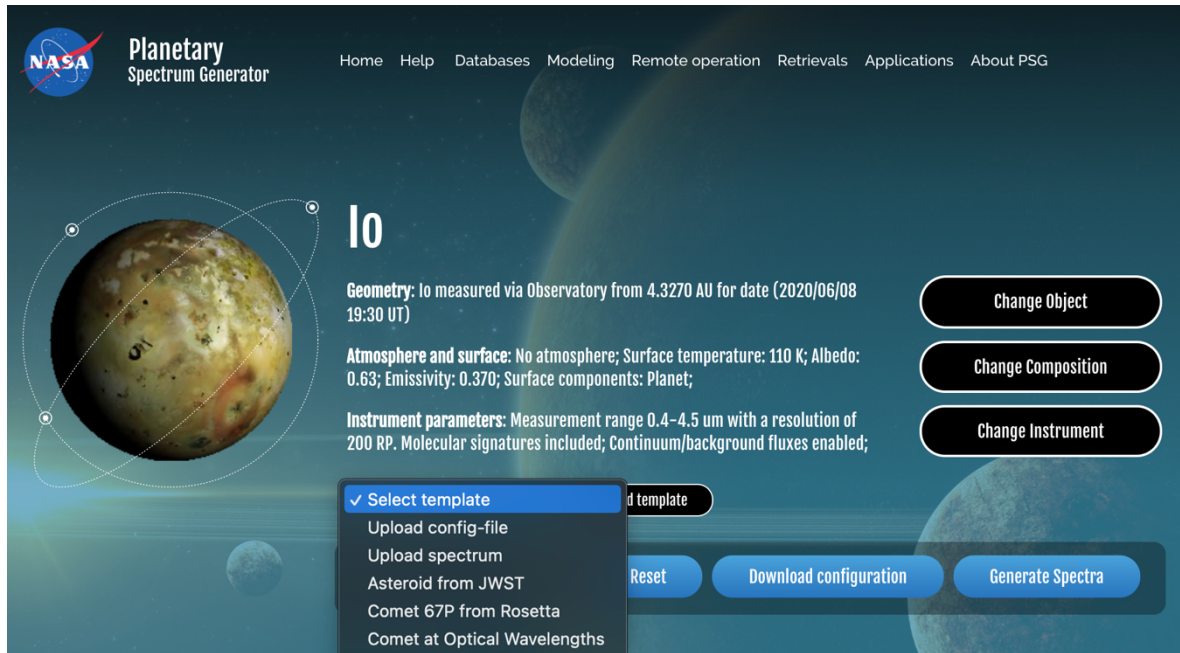 NASA
Planetary
Spectrum Generator
Home Help Databases Modeling Remote operation Retrievals Applications About PSG
Io
Geometry: Io measured via Observatory from 4.3270 AU for date (2020/06/08
19:30 UT)
Atmosphere and surface: No atmosphere; Surface temperature: 110 K; Albedo:
0.63; Emissivity: 0.370; Surface components: Planet;
Instrument parameters: Measurement range 0.4-4.5 um with a resolution of
200 RP. Molecular signatures included; Continuum/background fluxes enabled;
Change Object
Change Composition
Change Instrument
✓ Select template
Upload config-file
Upload spectrum
Asteroid from JWST
Comet 67P from Rosetta
Comet at Optical Wavelengths
d template
Reset
Download configuration
Generate Spectra